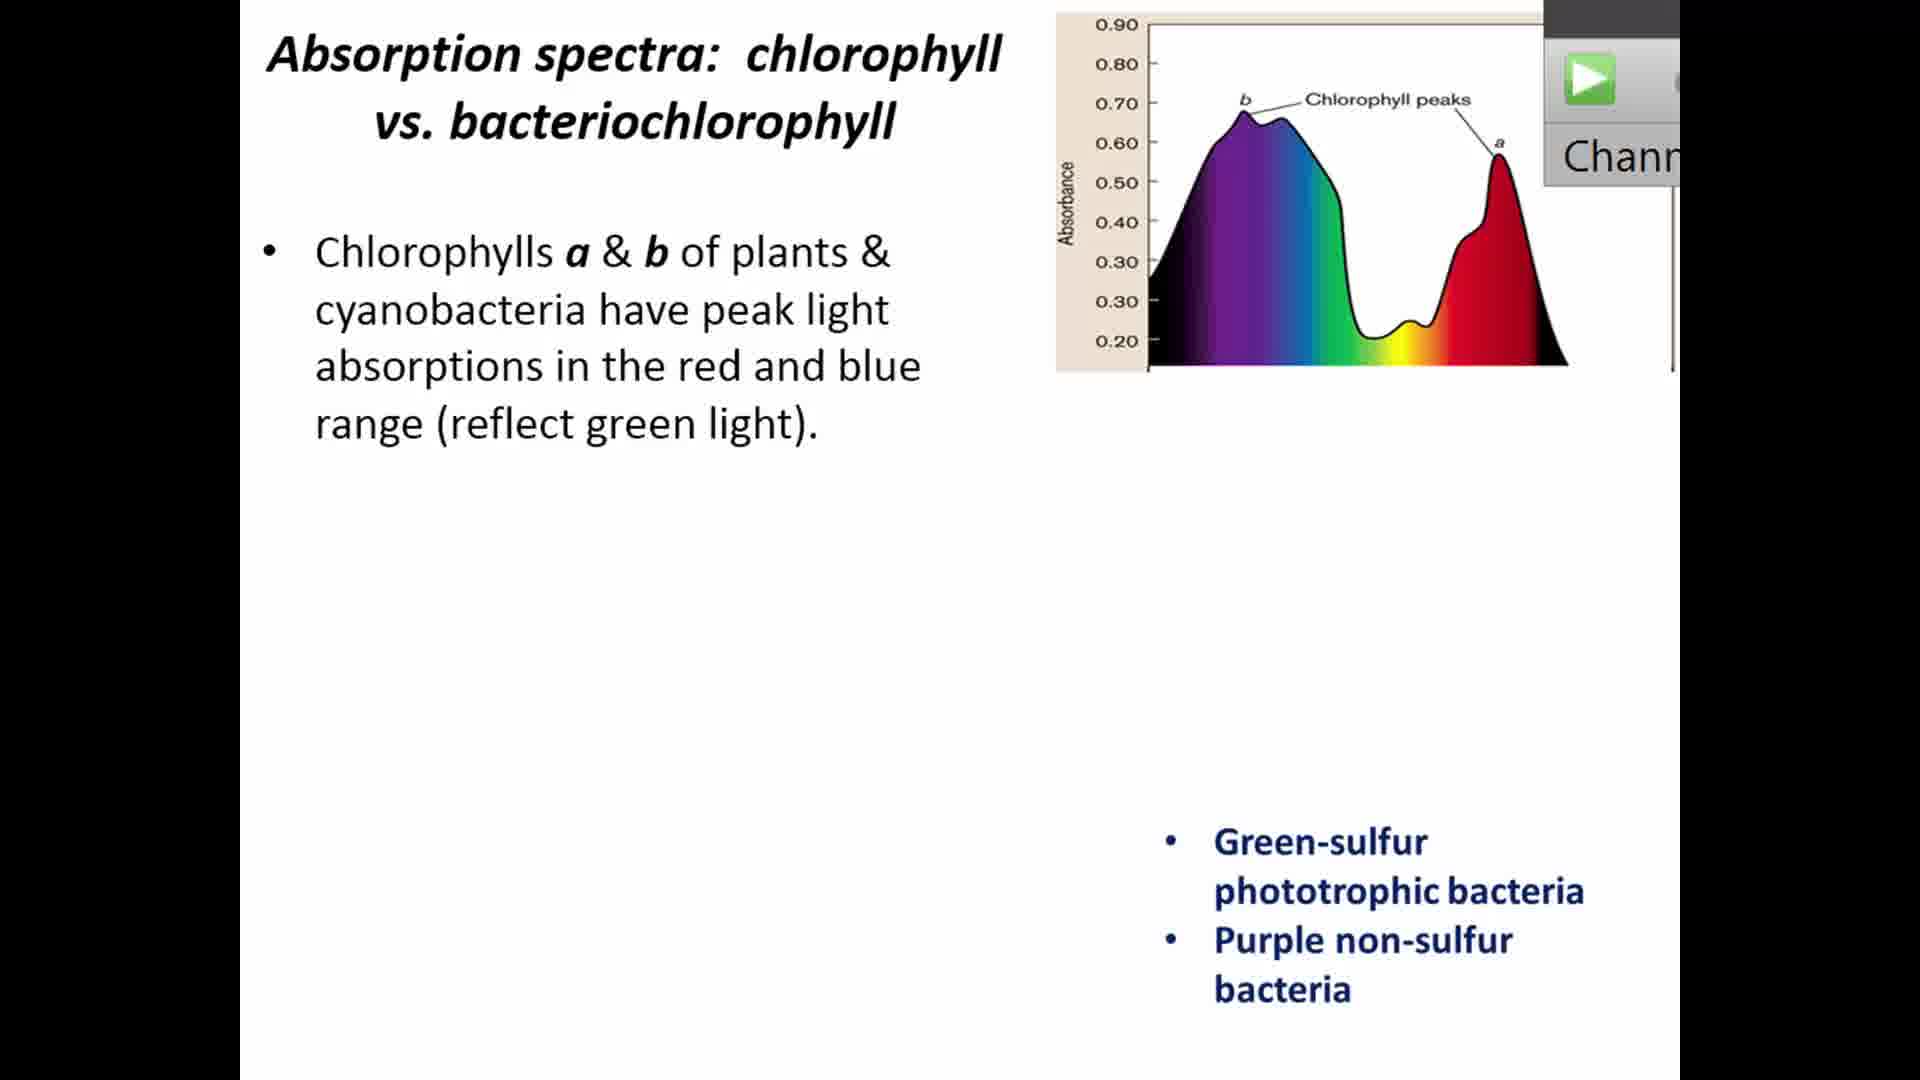 Absorption spectra: chlorophyll
vs. bacteriochlorophyll
• Chlorophylls a & b of plants &
cyanobacteria have peak light
absorptions in the red and blue
range (reflect green light).
0.90
0.80
0.70
0.60
0.50
0.40
0.30
0.30
0.20
Absorbance
b
Chlorophyll peaks
a
Chann
• Green-sulfur
phototrophic bacteria
• Purple non-sulfur
bacteria